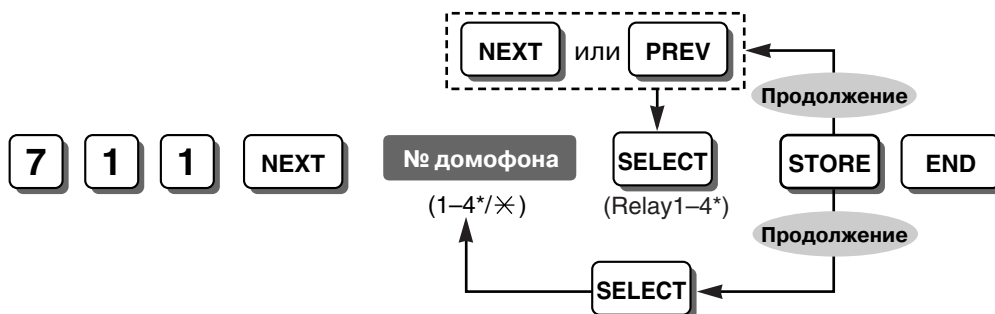 NEXT или PREV
Продолжение
7 1 1 NEXT № домофона SELECT STORE END
(1–4*/✳) (Relay1–4*)
Продолжение
SELECT